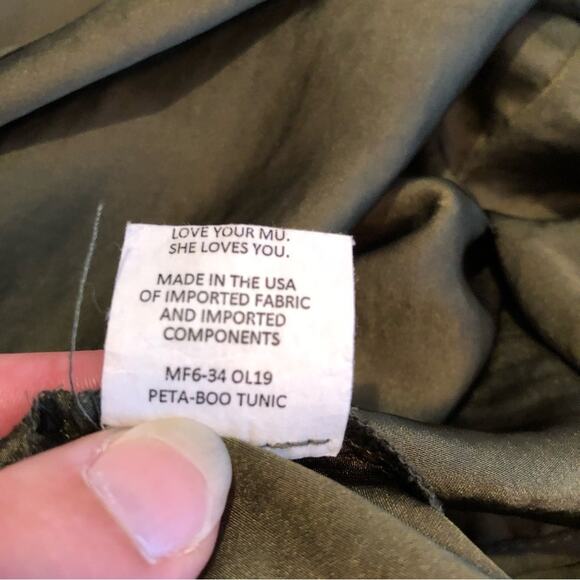 LOVE YOUR MU.
SHE LOVES YOU.
MADE IN THE USA
OF IMPORTED FABRIC
AND IMPORTED
COMPONENTS
MF6-34 OL19
PETA-BOO TUNIC